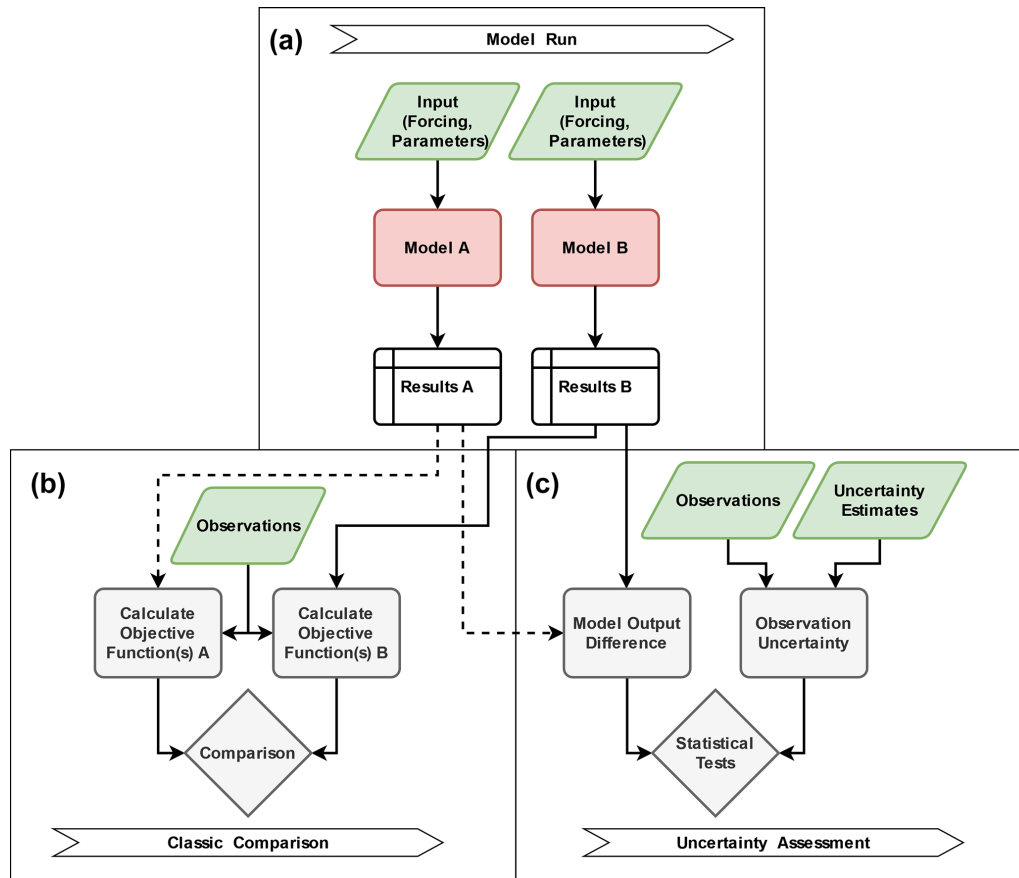 (a)
Model Run
Input
(Forcing,
Parameters)
Input
(Forcing,
Parameters)
Model A
Model B
Results A
Results B
(b)
Observations
Calculate
Objective
Function(s) A
Calculate
Objective
Function(s) B
Comparison
Classic Comparison
(c)
Observations
Uncertainty
Estimates
Model Output
Difference
Observation
Uncertainty
Statistical
Tests
Uncertainty Assessment